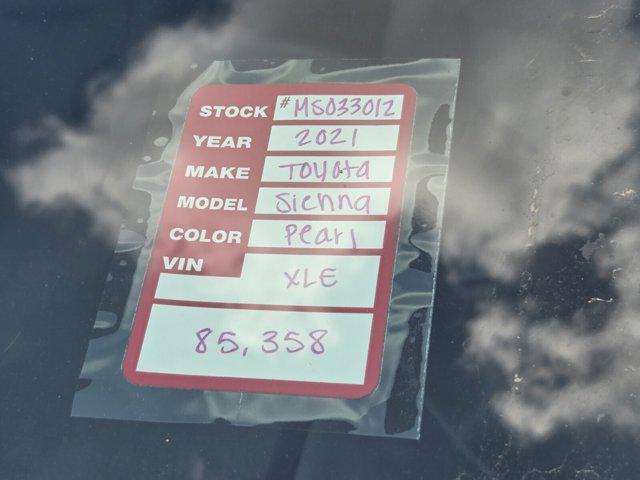 STOCK #MS033012
YEAR 2021
MAKE Toyota
MODEL Sienna
COLOR Pearl
VIN XLE
85,358